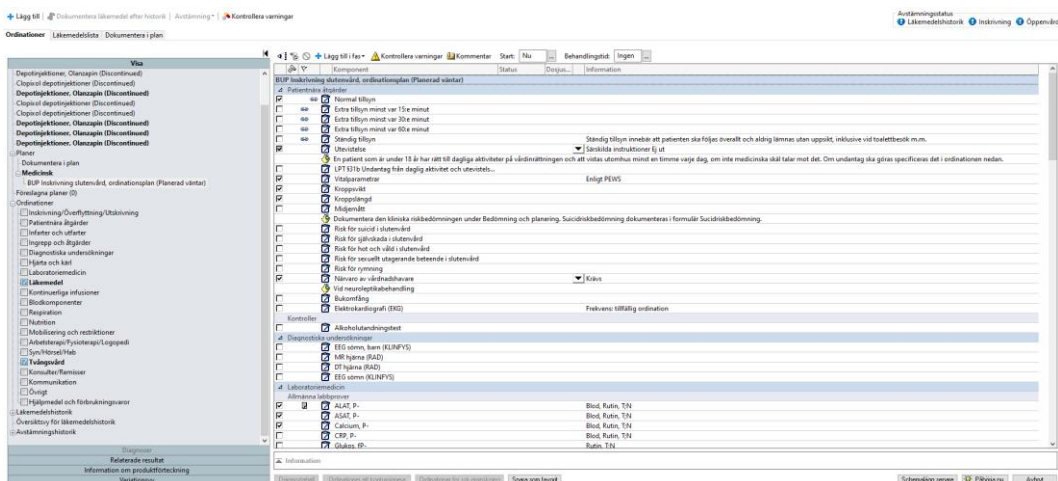 Lägg till Dokumentera läkemedel efter historik Avstämning Kontrollera varningar
Avstämningsstatus
Läkemedelshistorik Inskrivning Öppenvård
Ordinationer Läkemedelslista Dokumentera i plan
Visa
Depotinjektioner, Olanzapin (Discontinued)
Clopixol depotinjektioner (Discontinued)
Depotinjektioner, Olanzapin (Discontinued)
Clopixol depotinjektioner (Discontinued)
Clopixol depotinjektioner (Discontinued)
Depotinjektioner, Olanzapin (Discontinued)
Depotinjektioner, Olanzapin (Discontinued)
Depotinjektioner, Olanzapin (Discontinued)
Planer
Dokumentera i plan
Medicinsk
BUP Inskrivning slutenvård, ordinationsplan (Planerad väntar)
Föreslagna planer (0)
Ordinationer
Inskrivning/Överflyttning/Utskrivning
Patientnära åtgärder
Infarter och utfarter
Ingrepp och åtgärder
Diagnostiska undersökningar
Hjärta och kärl
Laboratoriemedicin
Läkemedel
Kontinuerliga infusioner
Blodkomponenter
Respiration
Nutrition
Mobilisering och restriktioner
Arbetsterapi/Fysioterapi/Logopedi
Syn/Hörsel/Hab
Tvångsvård
Konsulter/Remisser
Kommunikation
Övrigt
Hjälpmedel och förbrukningsvaror
Läkemedelshistorik
Översiktsvy för läkemedelshistorik
Avstämningshistorik
Diagnoser
Relaterade resultat
Information om produktförteckning
Variationsvy
Lägg till i fas Kontrollera varningar Kommentar Start: Nu ... Behandlingstid: Ingen ...
Komponent Status Dosjus... Information
BUP Inskrivning slutenvård, ordinationsplan (Planerad väntar)
Patientnära åtgärder
Normal tillsyn
Extra tillsyn minst var 15:e minut
Extra tillsyn minst var 30:e minut
Extra tillsyn minst var 60:e minut
Ständig tillsyn Ständig tillsyn innebär att patienten ska följas överallt och aldrig lämnas utan uppsikt, inklusive vid toalettbesök m.m.
Utevistelse Särskilda instruktioner Ej ut
En patient som är under 18 år har rätt till dagliga aktiviteter på vårdinrättningen och att vistas utomhus minst en timme varje dag, om inte medicinska skäl talar mot det. Om undantag ska göras specificeras det i ordinationen nedan.
LPT §31b Undantag från daglig aktivitet och utevistels...
Vitalparametrar Enligt PEWS
Kroppsvikt
Kroppslängd
Midjemått
Dokumentera den kliniska riskbedömningen under Bedömning och planering. Suicidriskbedömning dokumenteras i formulär Sucidriskbedömning.
Risk för suicid i slutenvård
Risk för självskada i slutenvård
Risk för hot och våld i slutenvård
Risk för sexuellt utagerande beteende i slutenvård
Risk för rymning
Närvaro av vårdnadshavare Krävs
Vid neuroleptikabehandling
Bukomfång
Elektrokardiografi (EKG) Frekvens: tillfällig ordination
Kontroller
Alkoholutandningstest
Diagnostiska undersökningar
EEG sömn, barn (KLINFYS)
MR hjärna (RAD)
DT hjärna (RAD)
EEG sömn (KLINFYS)
Laboratoriemedicin
Allmänna labbprover
ALAT, P- Blod, Rutin, T;N
ASAT, P- Blod, Rutin, T;N
Calcium, P- Blod, Rutin, T;N
CRP, P- Blod, Rutin, T;N
Glukos, fP- Rutin, T;N
Information
Spara som favorit
Avbryt